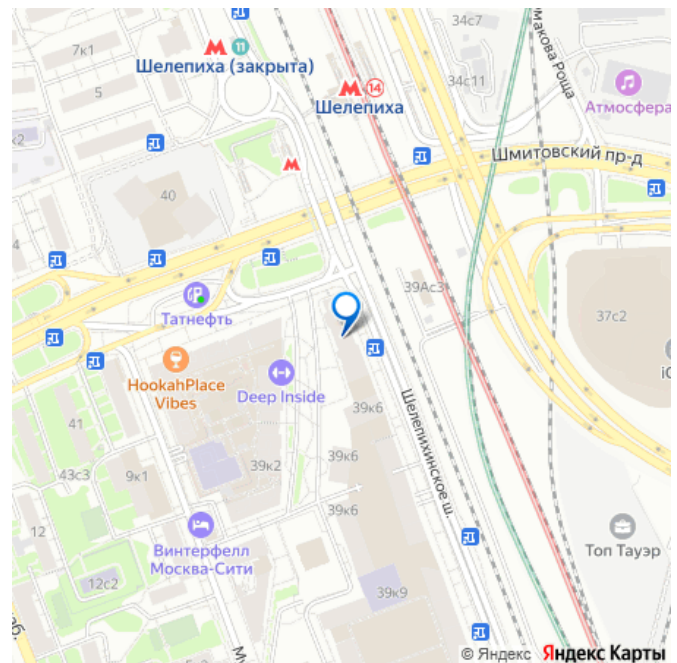 34с7
7к1
11
Шелепиха (закрыта)
5
14
Шелепиха
34с11
Атмосфера
Шмитовский пр-д
40
39Ас3
37с2
Татнефть
HookahPlace
Vibes
Deep Inside
39к6
Шелепихинское ш.
41
43с3
9к1
39к2
39к6
12
39к6
Винтерфелл
Москва-Сити
Топ Тауэр
12с2
39к9
© Яндекс Яндекс Карты